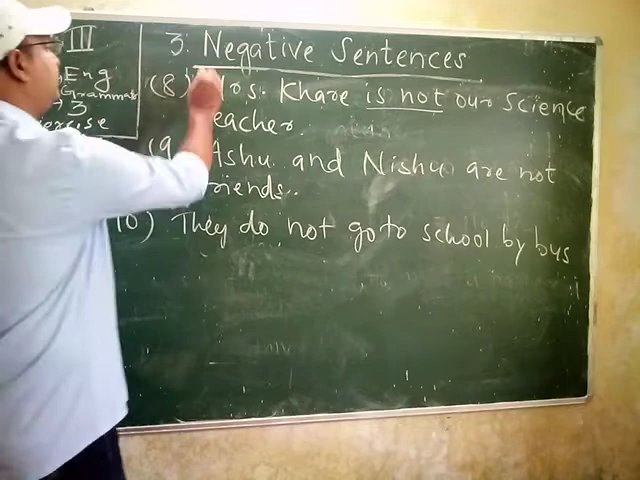 III
Eng
Grammar
→ 3
3. Negative Sentences
(8) Mrs. Khare is not our Science
teacher.
(9) Ashu and Nishu are not
friends..
10) They do not go to school by bus